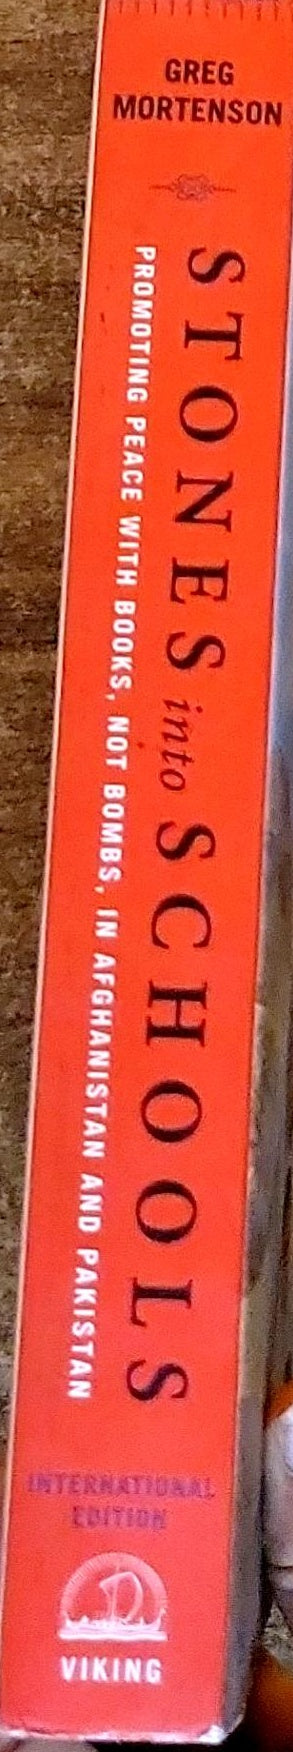 GREG
MORTENSON
STONES into SCHOOLS
PROMOTING PEACE WITH BOOKS, NOT BOMBS, IN AFGHANISTAN AND PAKISTAN
INTERNATIONAL
EDITION
VIKING